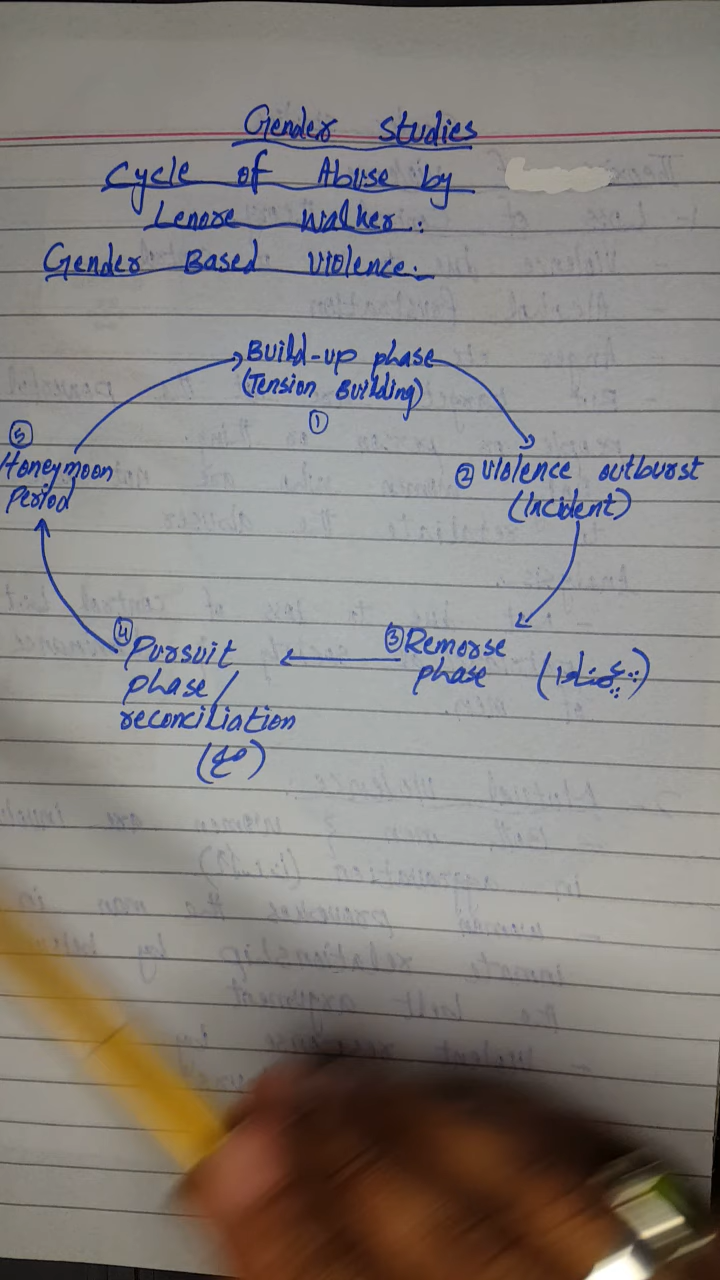 Gender Studies
Cycle of Abuse by
Lenore Walker:
Gender Based Violence:-
Build-up phase
(Tension Building)
①
② Violence outburst
(Incident)
③ Remorse
phase
④
Pursuit
phase/
reconciliation
(صلح)
⑤
Honeymoon
Period